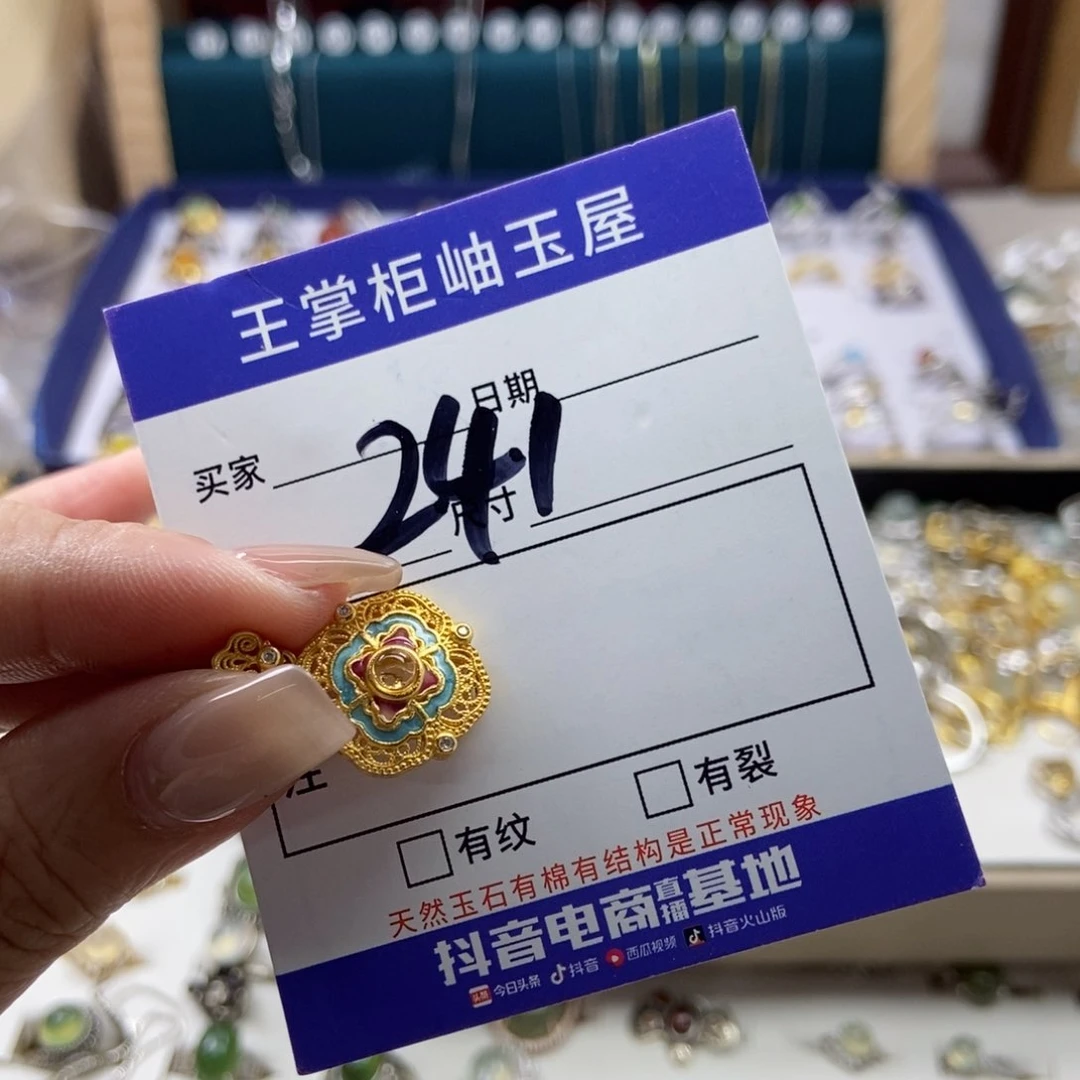 王掌柜岫玉屋
日期
买家
241
尺寸
注
有纹 有裂
天然玉石有棉有结构是正常现象
抖音电商直播基地
头条 今日头条 抖音 西瓜视频 抖音火山版